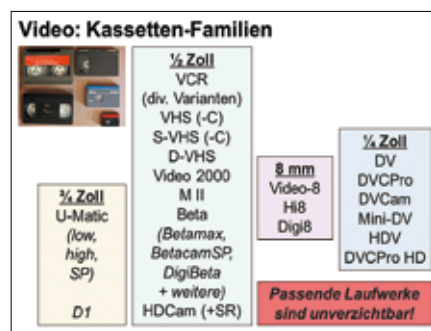 Video: Kassetten-Familien
¾ Zoll
U-Matic
(low,
high,
SP)
D1
½ Zoll
VCR
(div. Varianten)
VHS (-C)
S-VHS (-C)
D-VHS
Video 2000
M II
Beta
(Betamax,
BetacamSP,
DigiBeta
+ weitere)
HDCam (+SR)
8 mm
Video-8
Hi8
Digi8
¼ Zoll
DV
DVCPro
DVCam
Mini-DV
HDV
DVCPro HD
Passende Laufwerke
sind unverzichtbar!